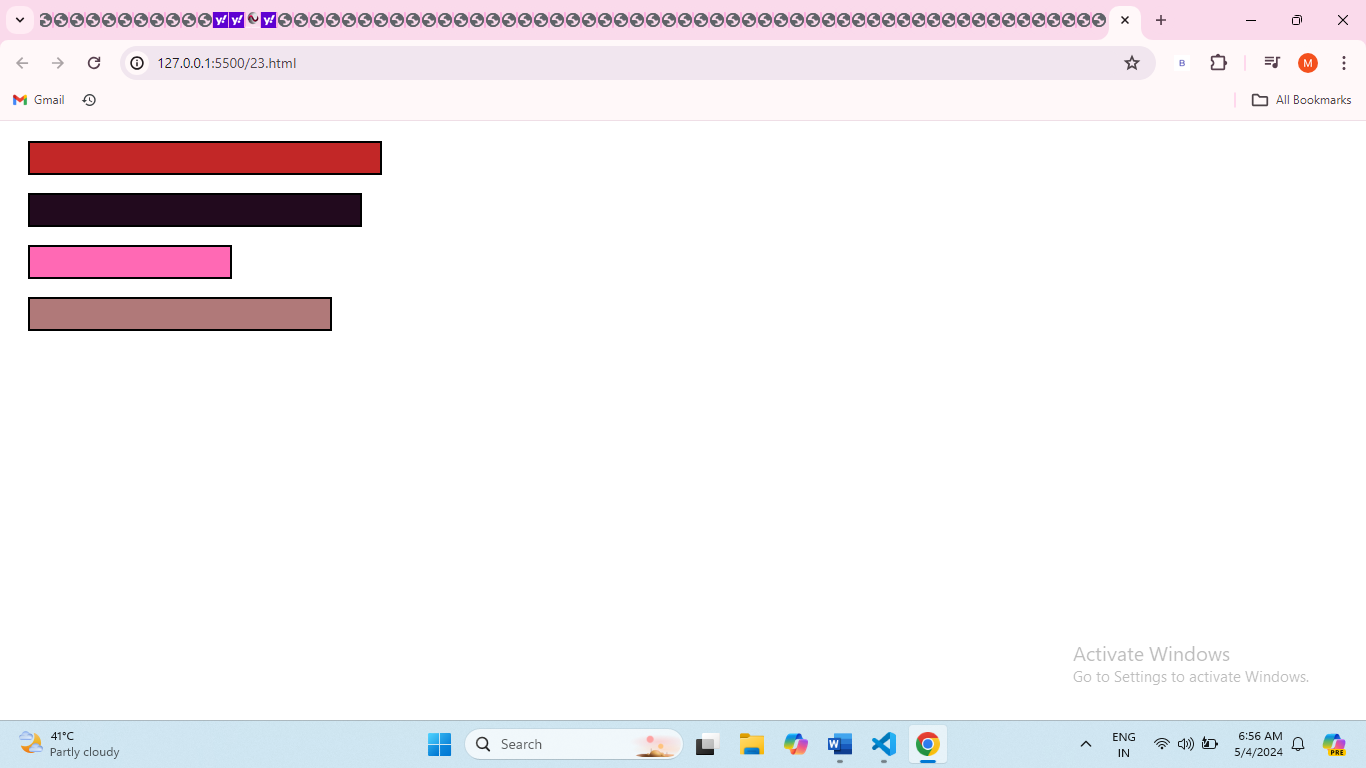 y! y! y!
127.0.0.1:5500/23.html
B
M
Gmail
All Bookmarks
Activate Windows
Go to Settings to activate Windows.
41°C
Partly cloudy
Search
W
ENG
IN
6:56 AM
5/4/2024
PRE